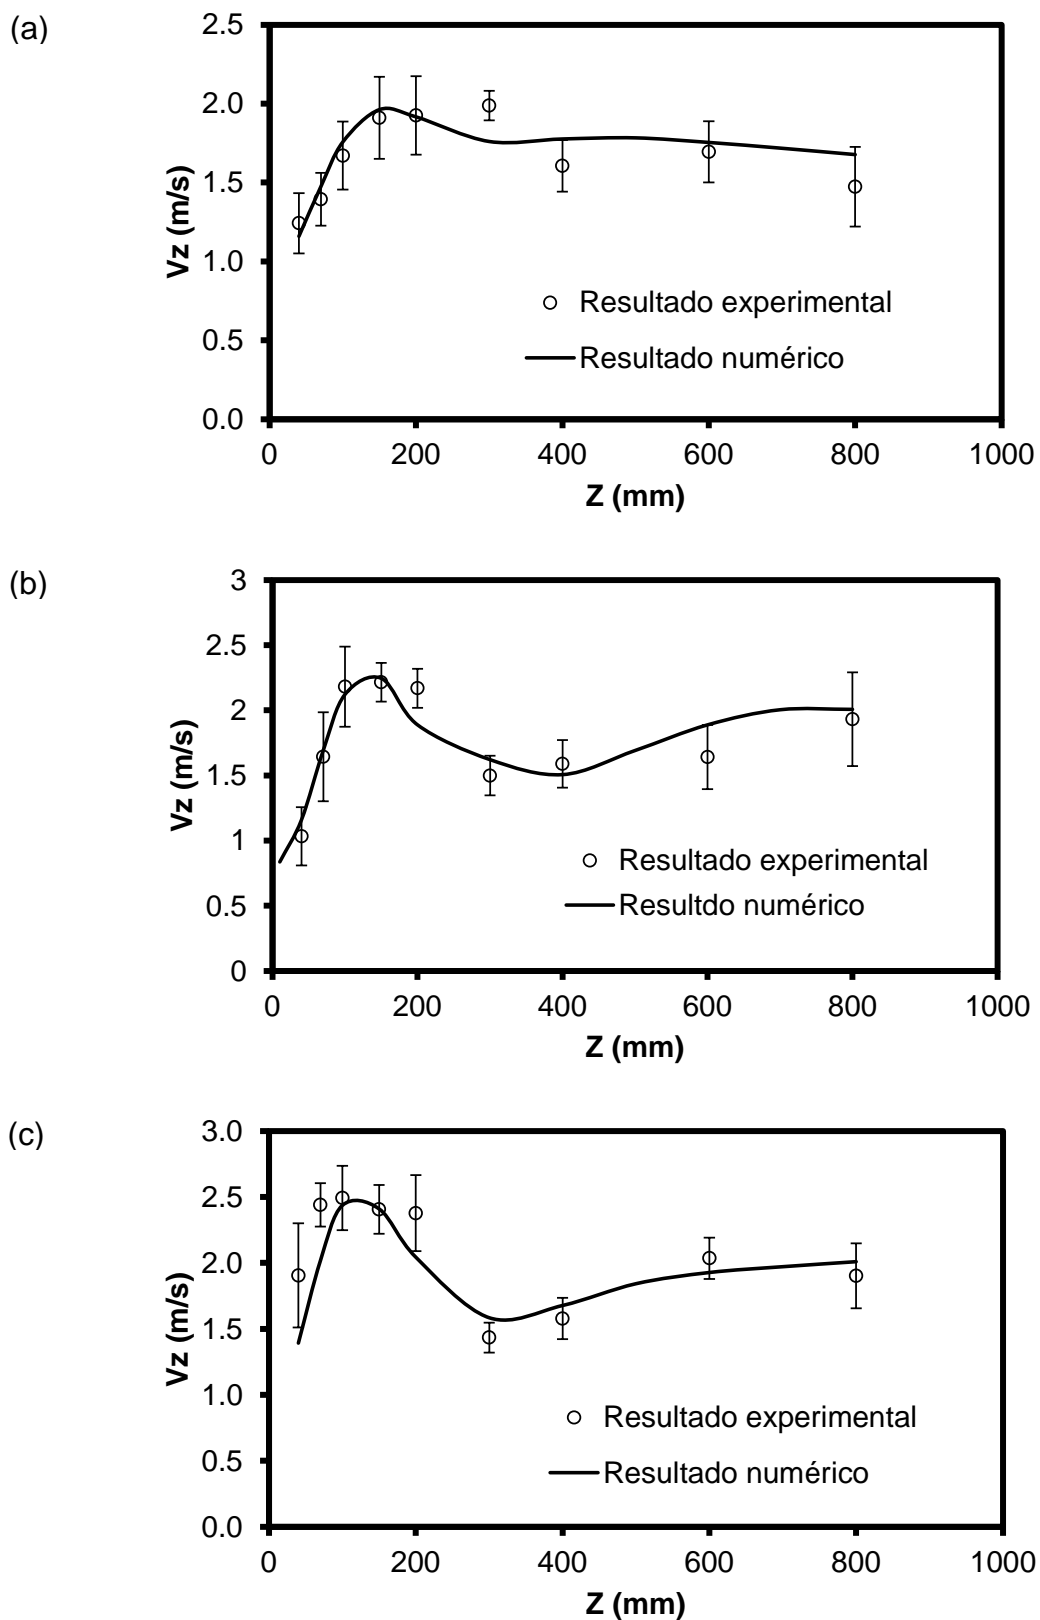 (a)
2.5
2.0
1.5
1.0
0.5
0.0
Vz (m/s)
Resultado experimental
Resultado numérico
0 200 400 600 800 1000
Z (mm)
(b)
3
2.5
2
1.5
1
0.5
0
Vz (m/s)
Resultado experimental
Resultdo numérico
0 200 400 600 800 1000
Z (mm)
(c)
3.0
2.5
2.0
1.5
1.0
0.5
0.0
Vz (m/s)
Resultado experimental
Resultado numérico
0 200 400 600 800 1000
Z (mm)